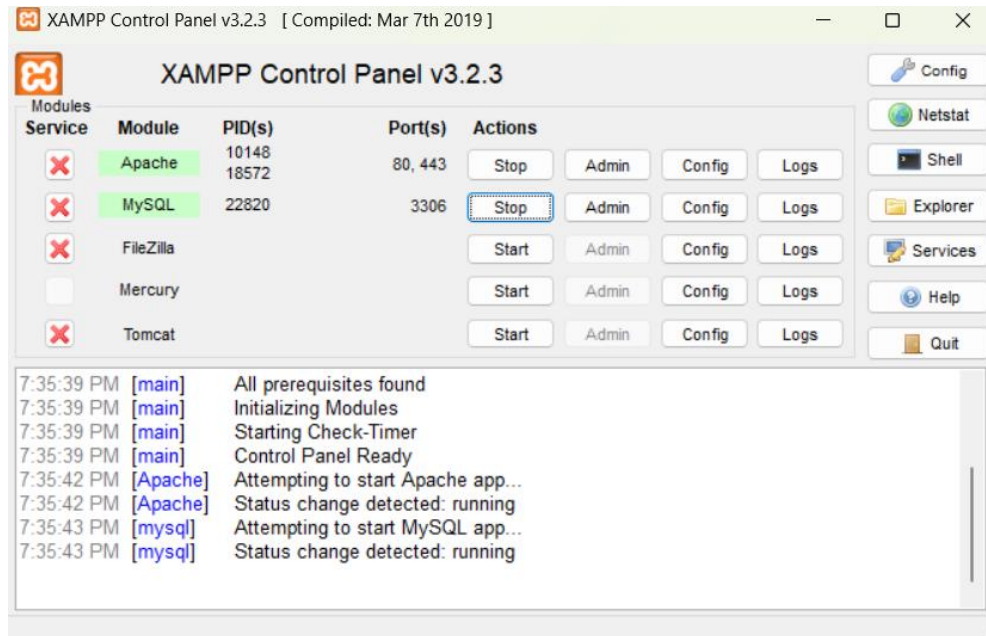 XAMPP Control Panel v3.2.3 [ Compiled: Mar 7th 2019 ]
XAMPP Control Panel v3.2.3
Config
Modules
Service Module PID(s) Port(s) Actions
Netstat
Apache 10148 18572 80, 443 Stop Admin Config Logs
Shell
MySQL 22820 3306 Stop Admin Config Logs
Explorer
FileZilla Start Admin Config Logs
Services
Mercury Start Admin Config Logs
Help
Tomcat Start Admin Config Logs
Quit
7:35:39 PM [main] All prerequisites found
7:35:39 PM [main] Initializing Modules
7:35:39 PM [main] Starting Check-Timer
7:35:39 PM [main] Control Panel Ready
7:35:42 PM [Apache] Attempting to start Apache app...
7:35:42 PM [Apache] Status change detected: running
7:35:43 PM [mysql] Attempting to start MySQL app...
7:35:43 PM [mysql] Status change detected: running